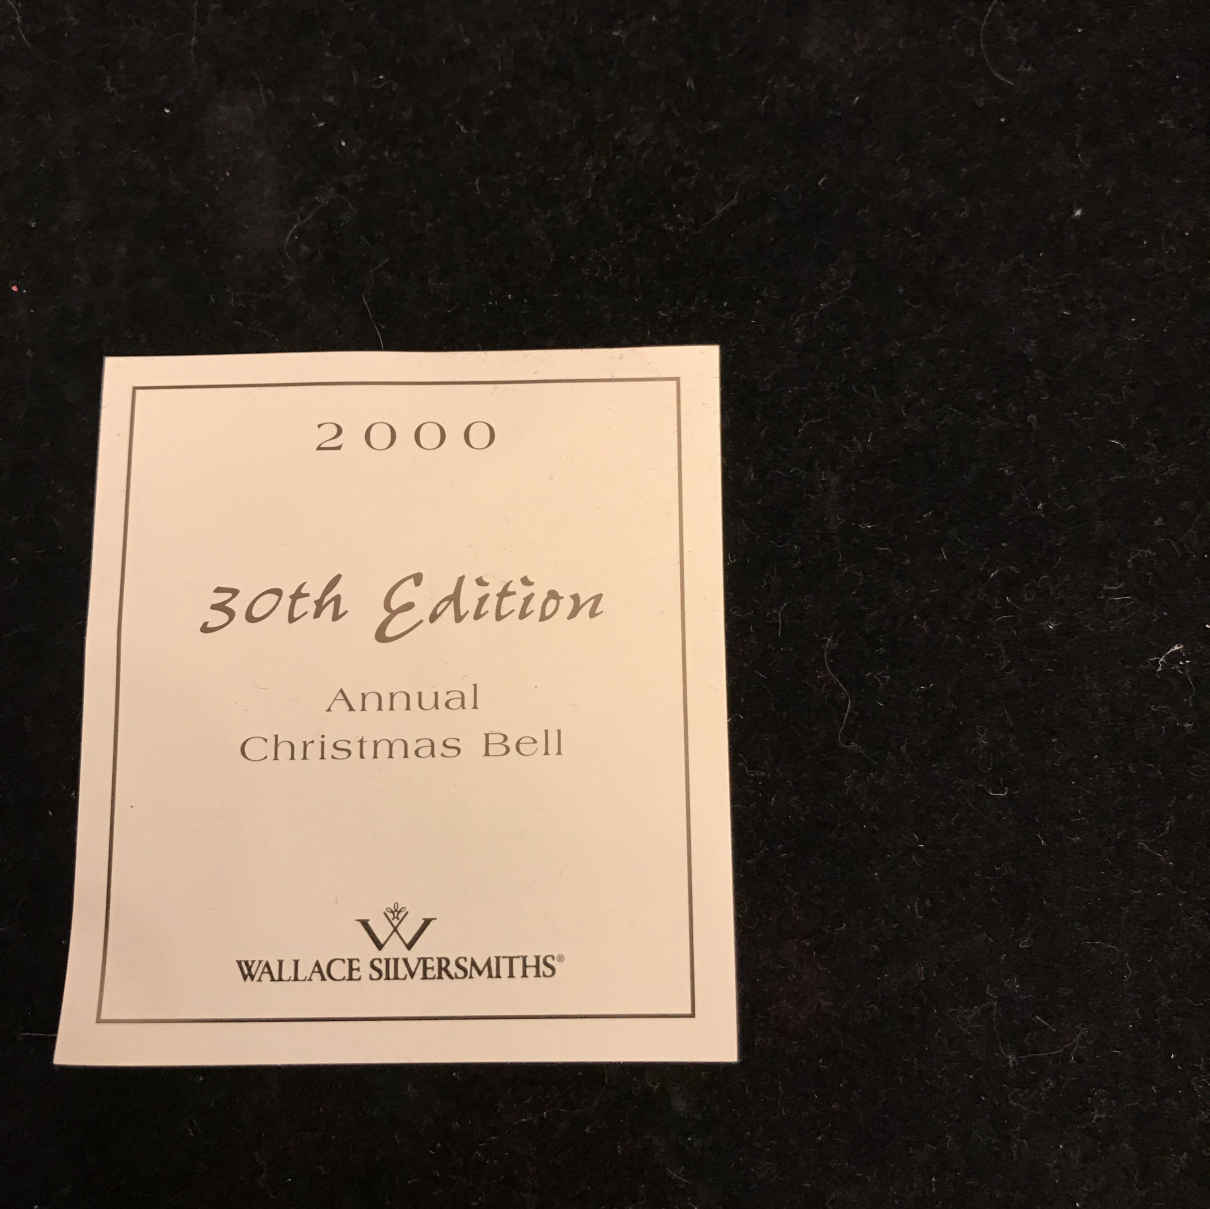 2000
30th Edition
Annual
Christmas Bell
W
WALLACE SILVERSMITHS®